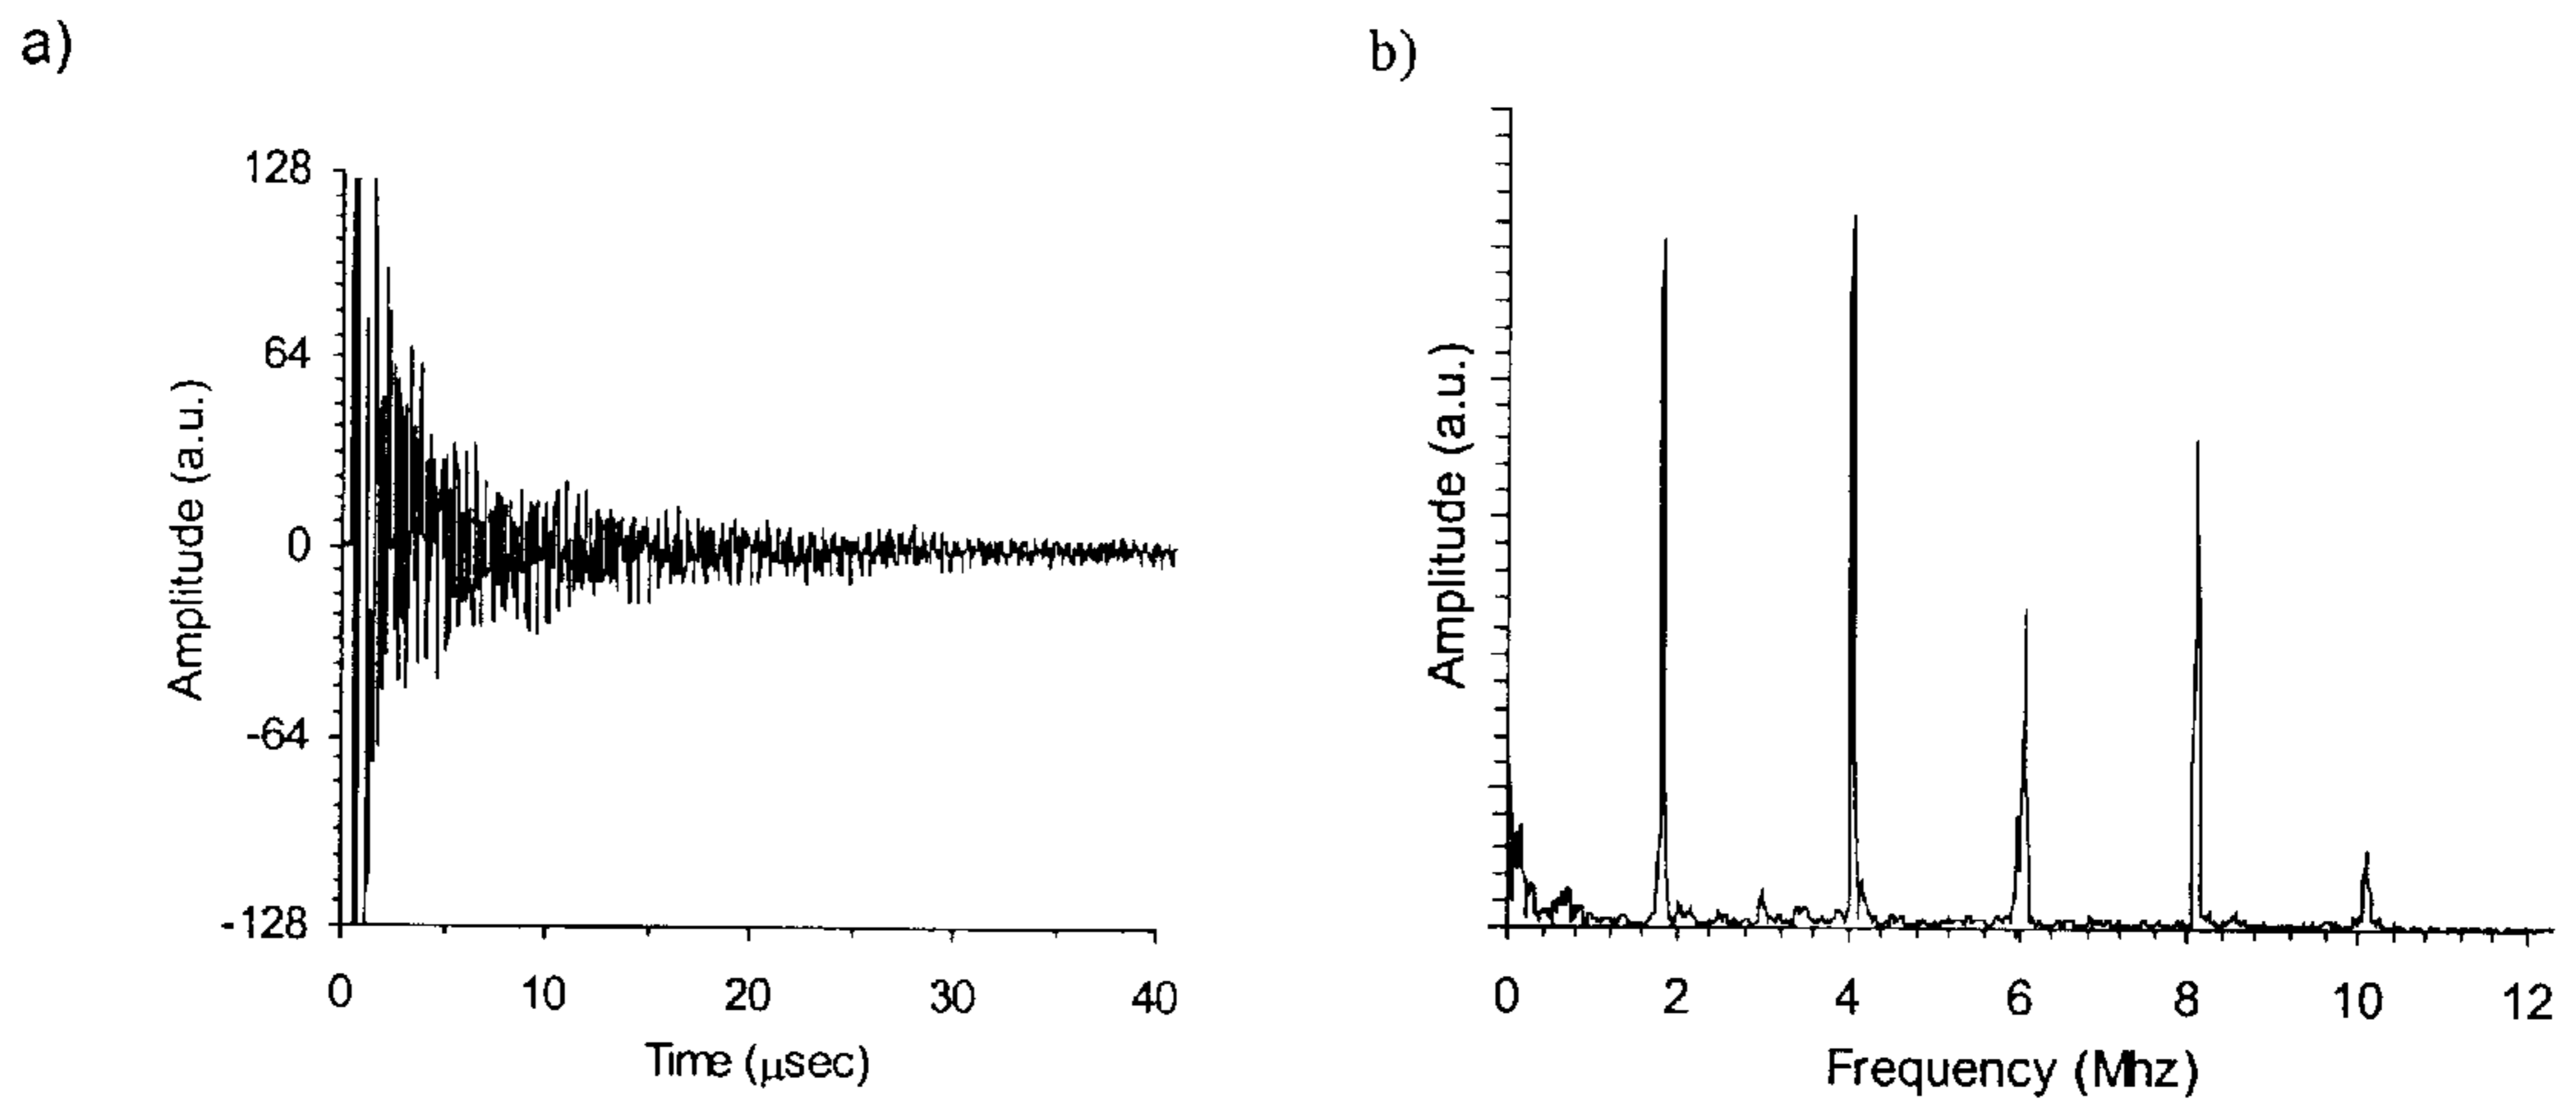 a)
128
64
0
-64
-128
Amplitude (a.u.)
0 10 20 30 40
Time (μsec)
b)
Amplitude (a.u.)
0 2 4 6 8 10 12
Frequency (Mhz)